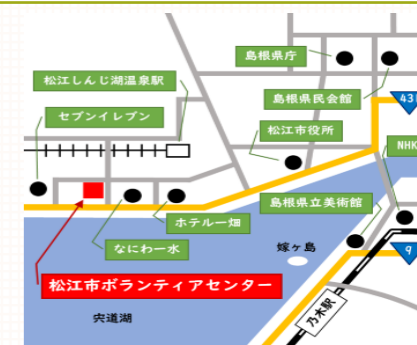 島根県庁
松江しんじ湖温泉駅
島根県民会館
セブンイレブン
松江市役所
43
NHK
島根県立美術館
ホテル一畑
なにわ一水
嫁ヶ島
9
松江市ボランティアセンター
乃木駅
宍道湖